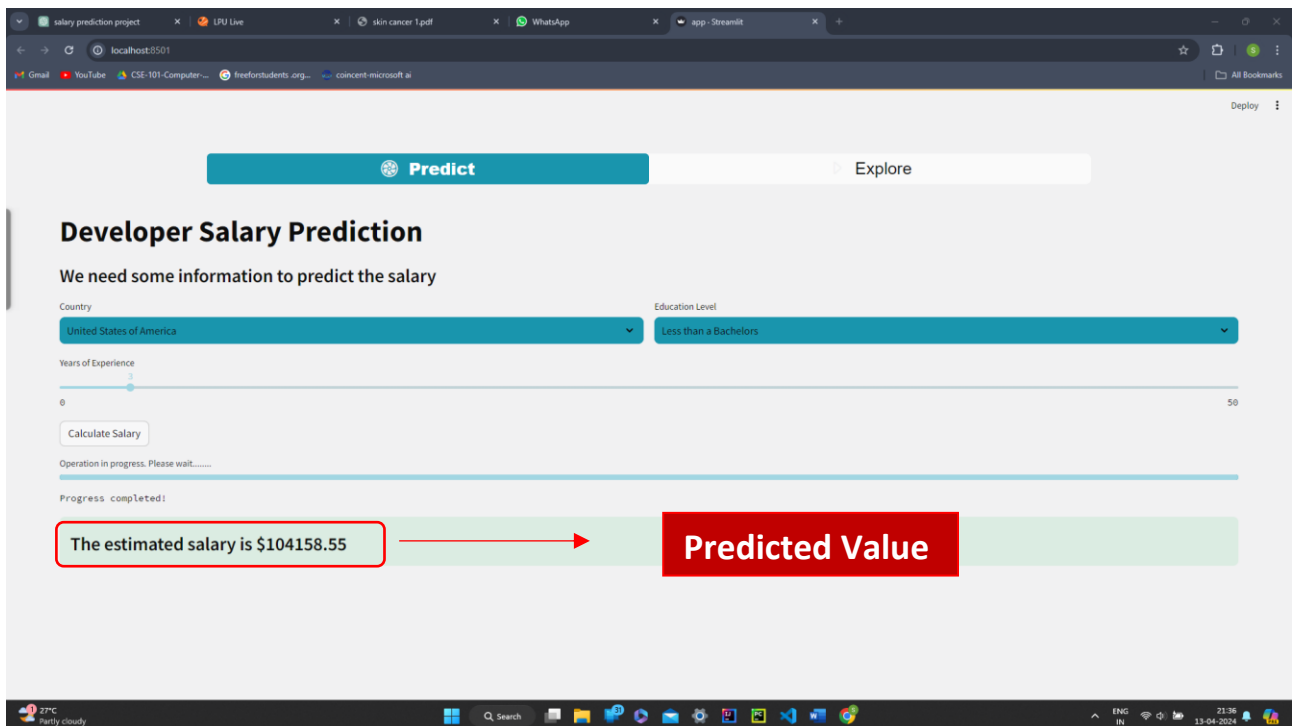 salary prediction project
LPU Live
skin cancer 1.pdf
WhatsApp
app · Streamlit
localhost:8501
Gmail
YouTube
CSE-101-Computer-...
freeforstudents .org...
coincent-microsoft ai
All Bookmarks
Deploy
Predict
Explore
Developer Salary Prediction
We need some information to predict the salary
Country
Education Level
United States of America
Less than a Bachelors
Years of Experience
3
0
50
Calculate Salary
Operation in progress. Please wait........
Progress completed!
The estimated salary is $104158.55
Predicted Value
1
27°C
Partly cloudy
Search
31
ENG
IN
21:36
13-04-2024